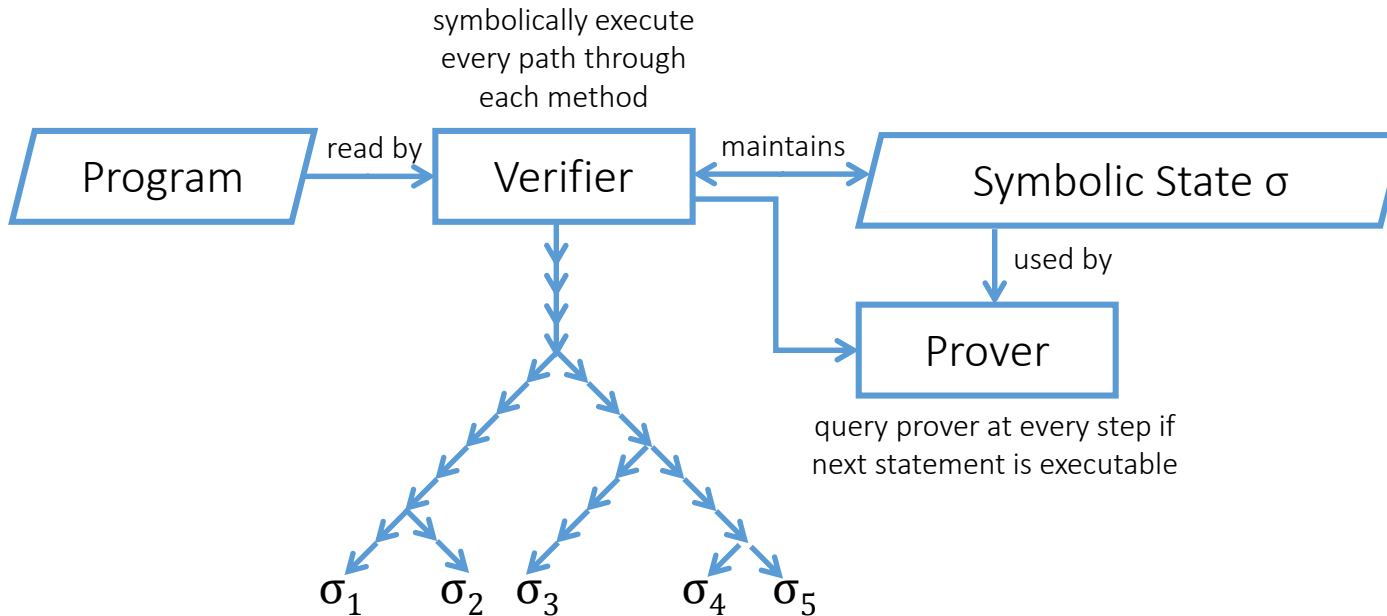 symbolically execute
every path through
each method
Program
read by
Verifier
maintains
Symbolic State σ
used by
Prover
query prover at every step if
next statement is executable
σ₁ σ₂ σ₃ σ₄ σ₅